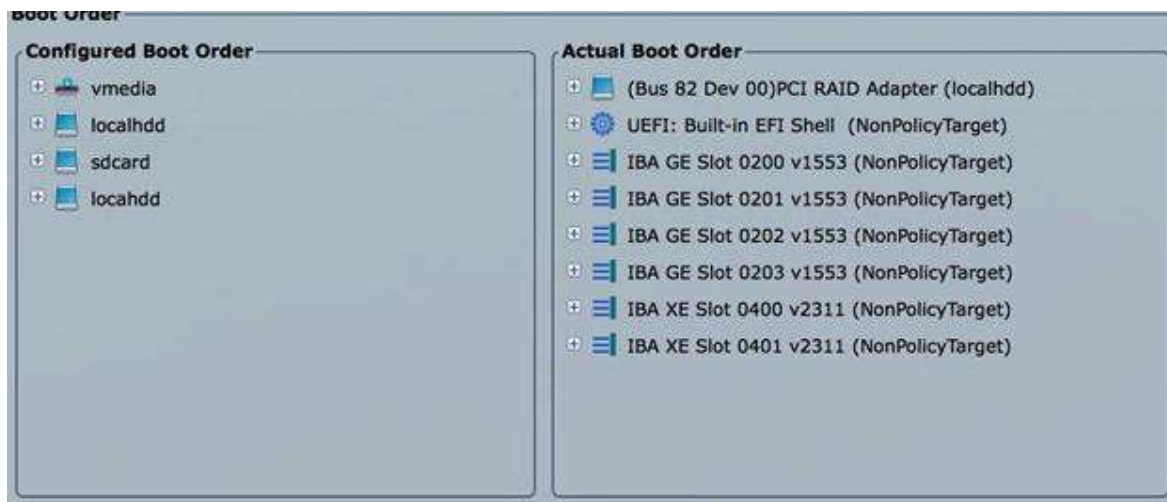 Boot Order
Configured Boot Order
vmedia
localhdd
sdcard
locahdd
Actual Boot Order
(Bus 82 Dev 00)PCI RAID Adapter (localhdd)
UEFI: Built-in EFI Shell (NonPolicyTarget)
IBA GE Slot 0200 v1553 (NonPolicyTarget)
IBA GE Slot 0201 v1553 (NonPolicyTarget)
IBA GE Slot 0202 v1553 (NonPolicyTarget)
IBA GE Slot 0203 v1553 (NonPolicyTarget)
IBA XE Slot 0400 v2311 (NonPolicyTarget)
IBA XE Slot 0401 v2311 (NonPolicyTarget)